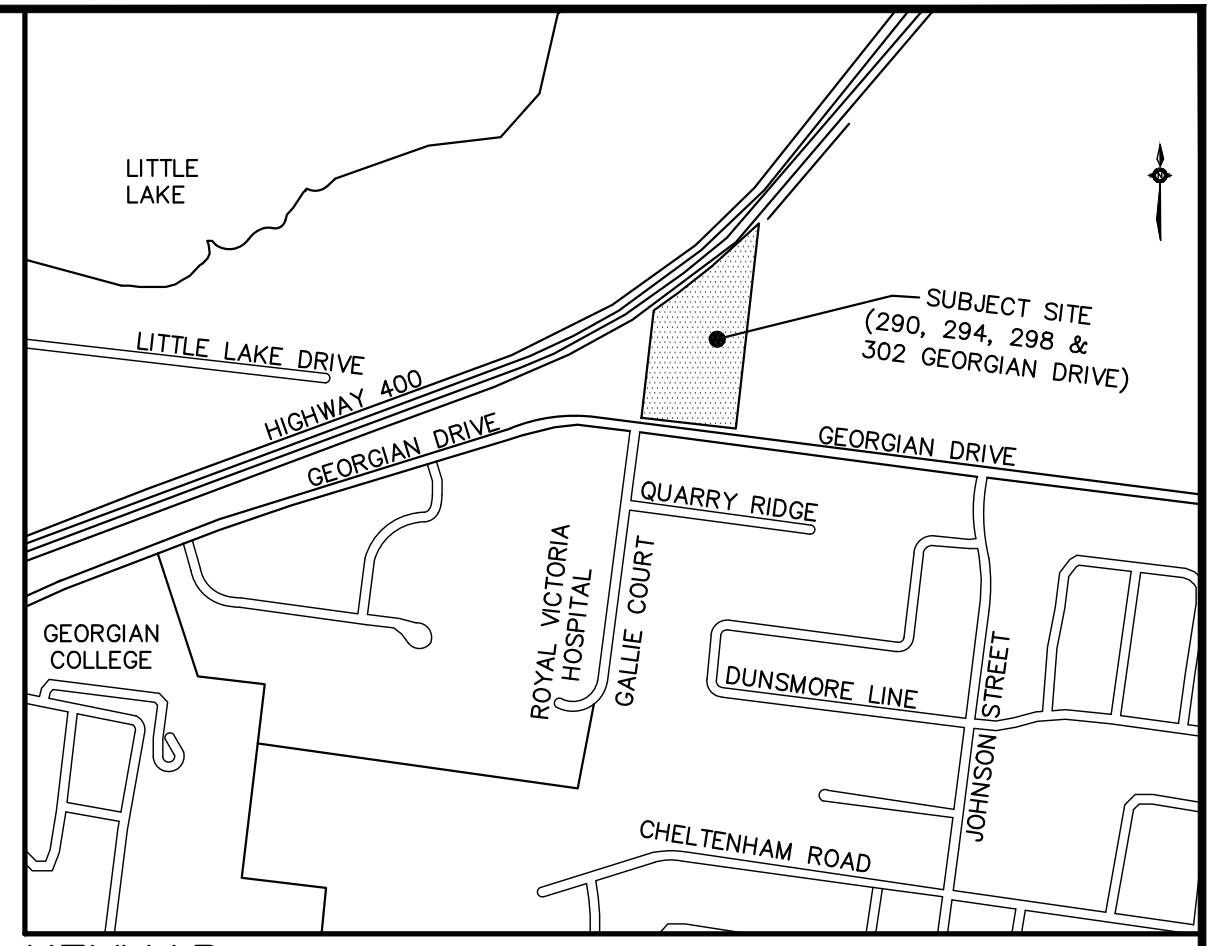 LITTLE
LAKE
SUBJECT SITE
(290, 294, 298 &
302 GEORGIAN DRIVE)
LITTLE LAKE DRIVE
HIGHWAY 400
GEORGIAN DRIVE
GEORGIAN DRIVE
QUARRY RIDGE
ROYAL VICTORIA
HOSPITAL
GALLIE COURT
GEORGIAN
COLLEGE
DUNSMORE LINE
JOHNSON STREET
CHELTENHAM ROAD